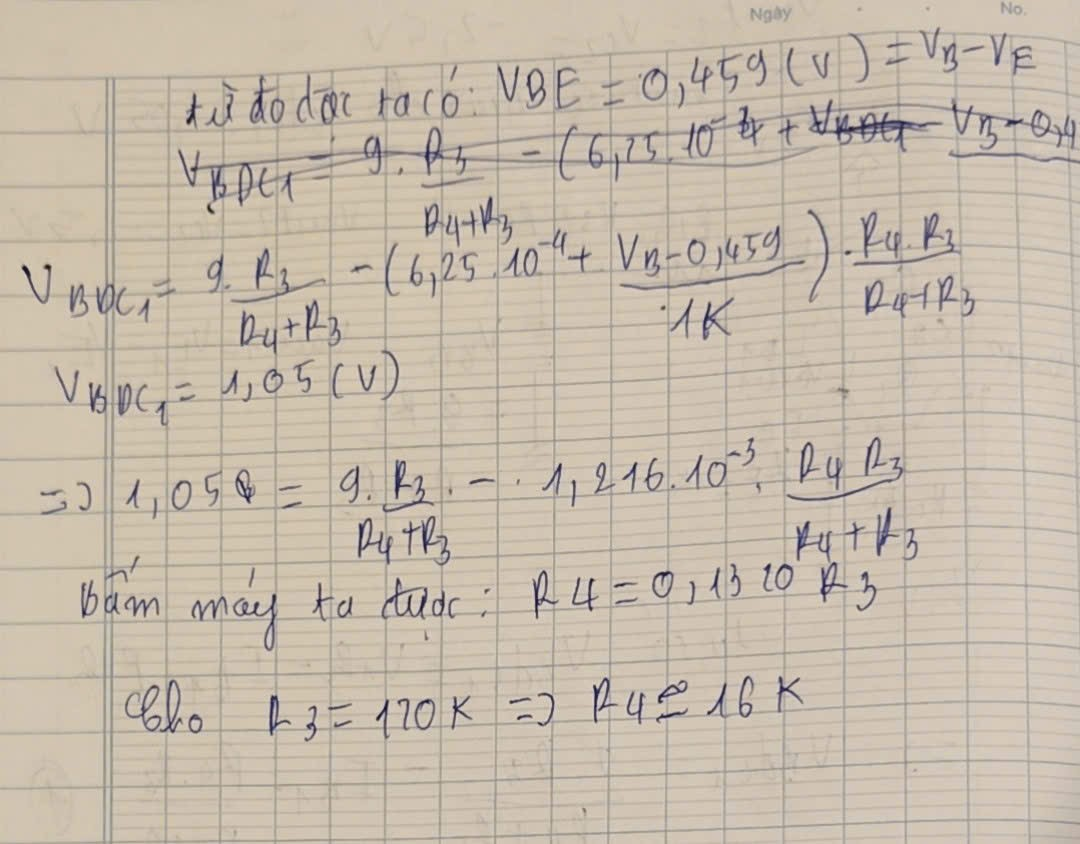 Ngày No.
từ đo đạc ta có: VBE = 0,459 (V) = VB - VE
VBDC1 = 9. R3/(R4+R3) - (6,25.10^-4 + VB - 0,4
VBDC1 = 9. R3/(R4+R3) - (6,25.10^-4 + (VB - 0,459)/1K) . (R4.R3)/(R4+R3)
VBDC1 = 1,05 (V)
=> 1,05 = 9. R3/(R4+R3) - 1,216.10^-3. (R4 R3)/(R4+R3)
Bấm máy ta được: R4 = 0,1320 R3
Cho R3 = 120K => R4 ≅ 16K